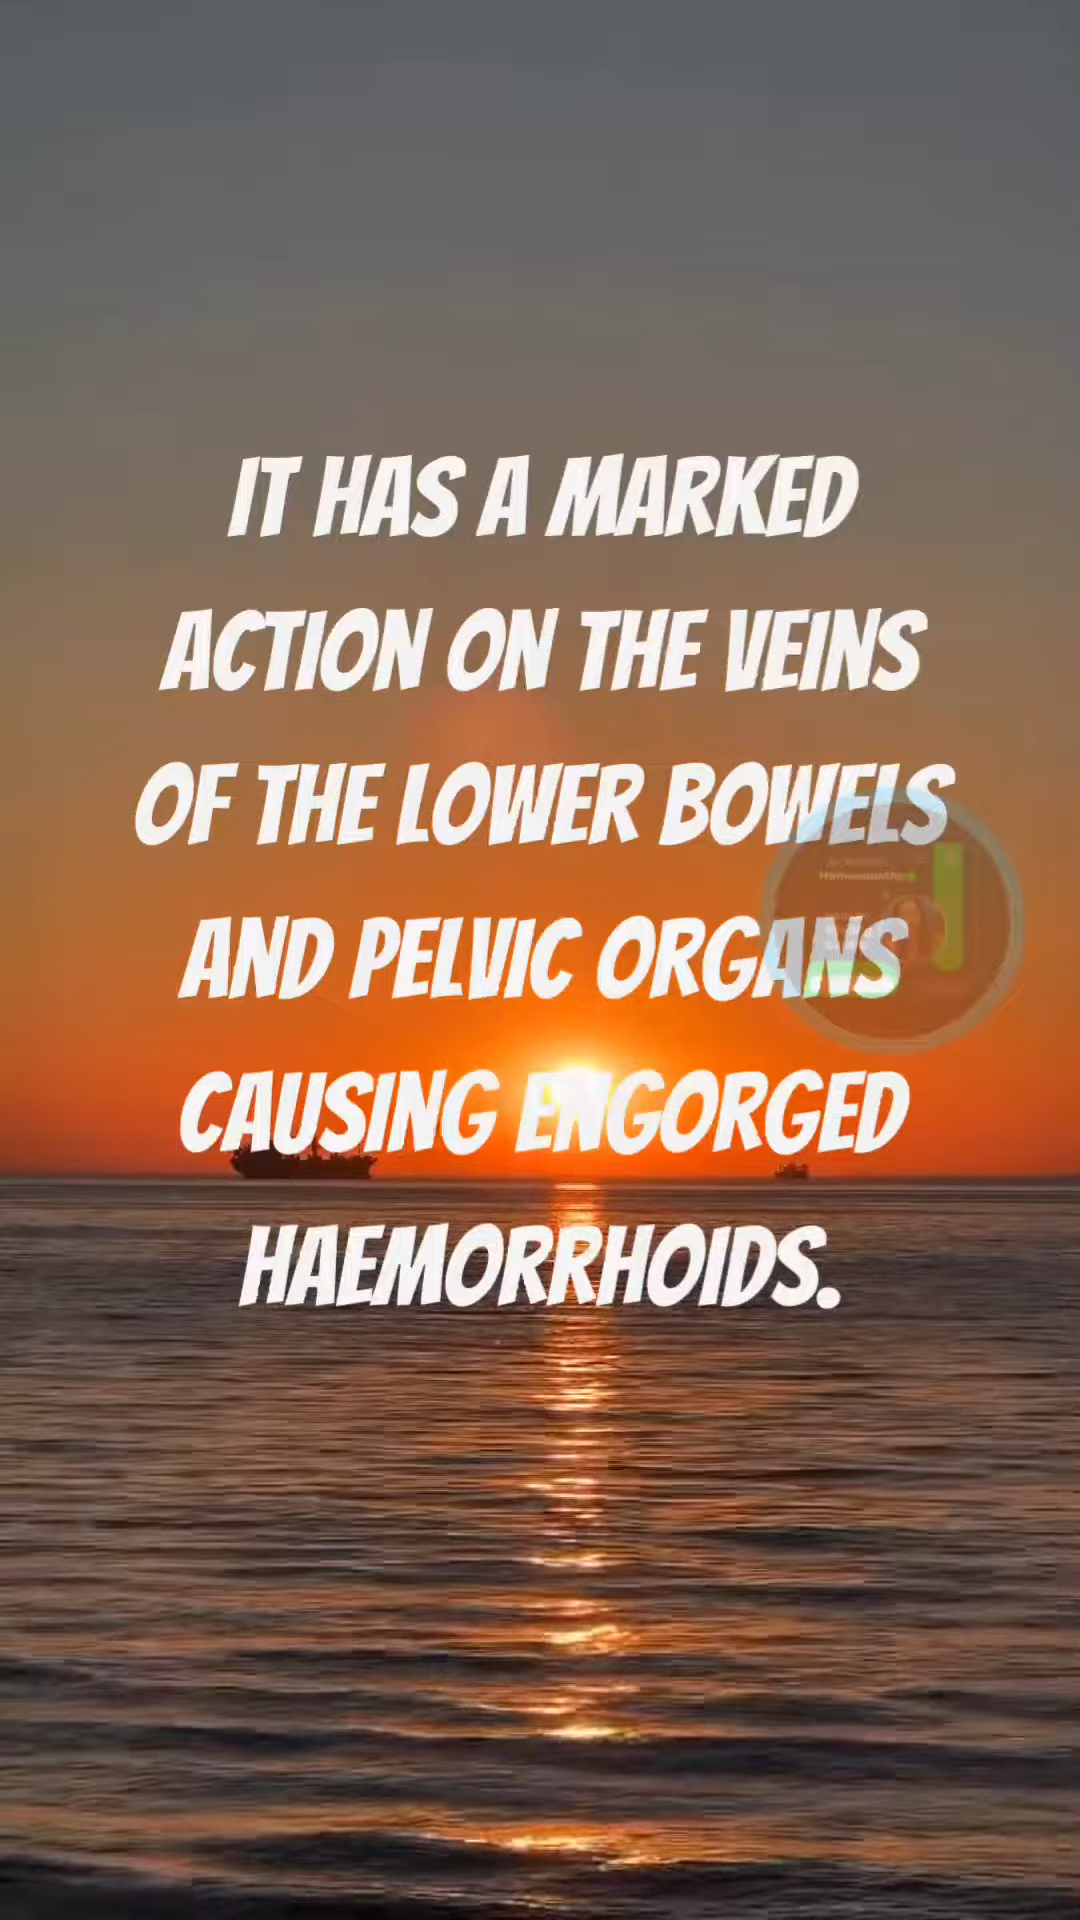 IT HAS A MARKED
ACTION ON THE VEINS
OF THE LOWER BOWELS
AND PELVIC ORGANS
CAUSING ENGORGED
HAEMORRHOIDS.